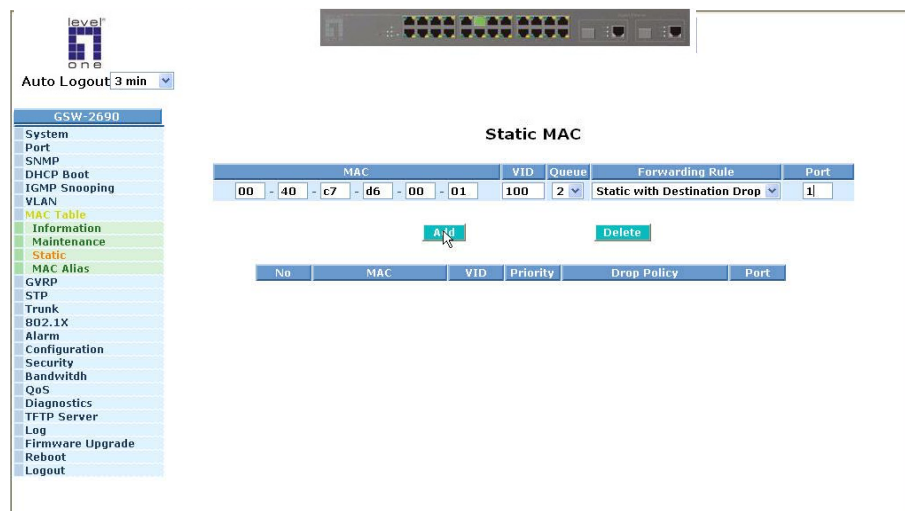 level
one
Auto Logout 3 min
GSW-2690
System
Port
SNMP
DHCP Boot
IGMP Snooping
VLAN
MAC Table
Information
Maintenance
Static
MAC Alias
GVRP
STP
Trunk
802.1X
Alarm
Configuration
Security
Bandwitdh
QoS
Diagnostics
TFTP Server
Log
Firmware Upgrade
Reboot
Logout
Static MAC
MAC VID Queue Forwarding Rule Port
00 - 40 - c7 - d6 - 00 - 01 100 2 Static with Destination Drop 1
Add Delete
No MAC VID Priority Drop Policy Port